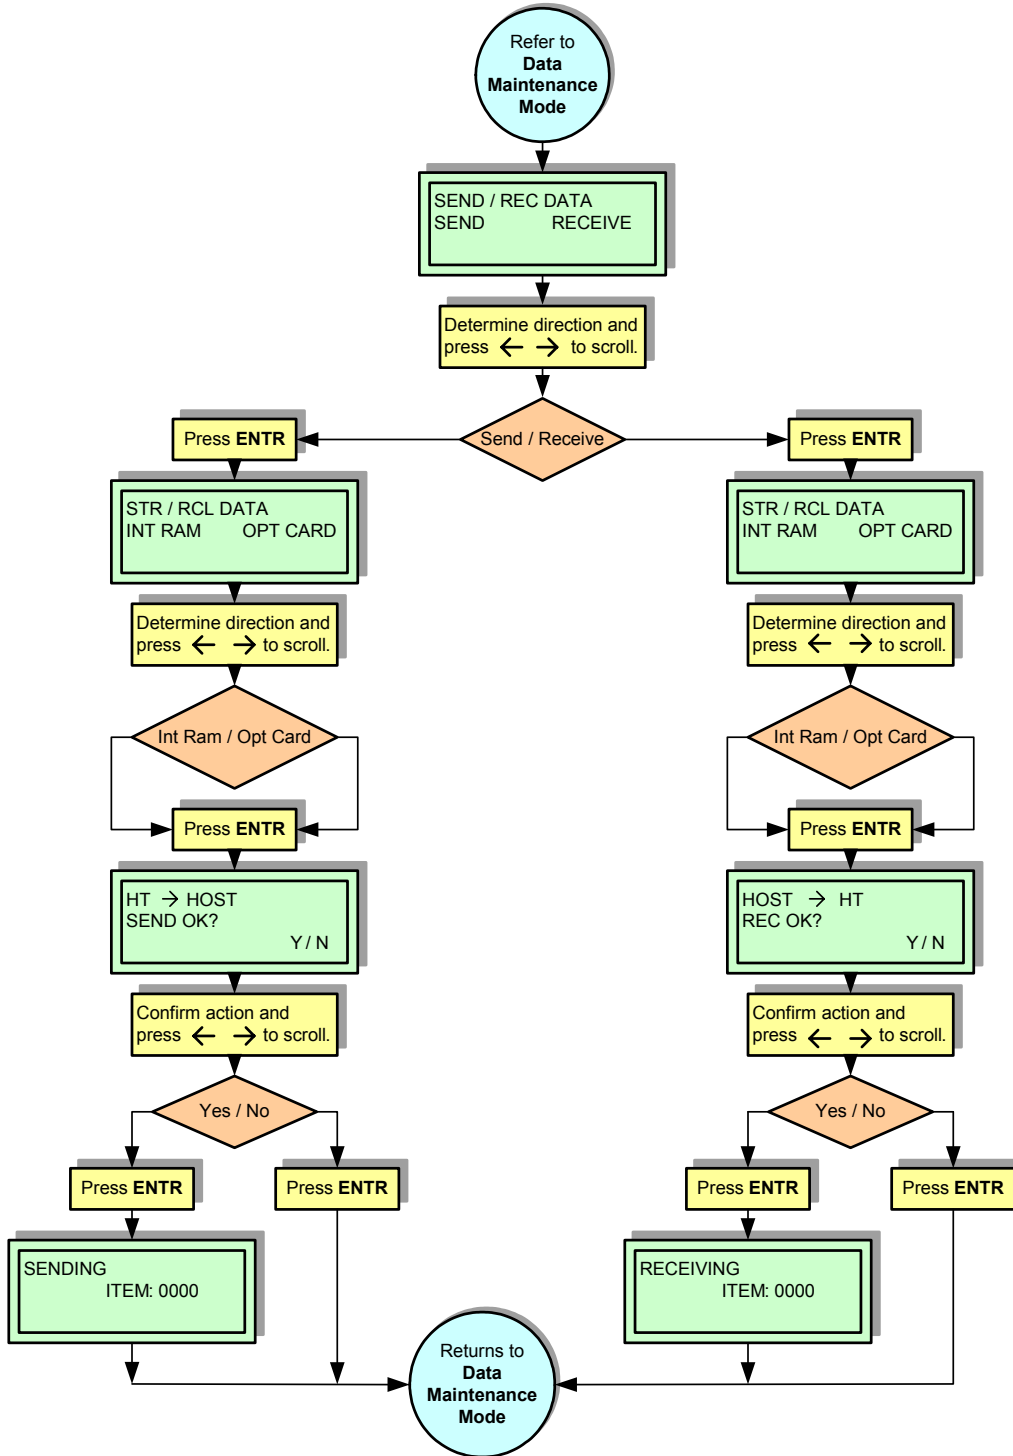 Refer to
Data
Maintenance
Mode
SEND / REC DATA
SEND RECEIVE
Determine direction and
press ← → to scroll.
Send / Receive
Press ENTR
Press ENTR
STR / RCL DATA
INT RAM OPT CARD
STR / RCL DATA
INT RAM OPT CARD
Determine direction and
press ← → to scroll.
Determine direction and
press ← → to scroll.
Int Ram / Opt Card
Int Ram / Opt Card
Press ENTR
Press ENTR
HT → HOST
SEND OK?
Y / N
HOST → HT
REC OK?
Y / N
Confirm action and
press ← → to scroll.
Confirm action and
press ← → to scroll.
Yes / No
Yes / No
Press ENTR
Press ENTR
Press ENTR
Press ENTR
SENDING
ITEM: 0000
RECEIVING
ITEM: 0000
Returns to
Data
Maintenance
Mode